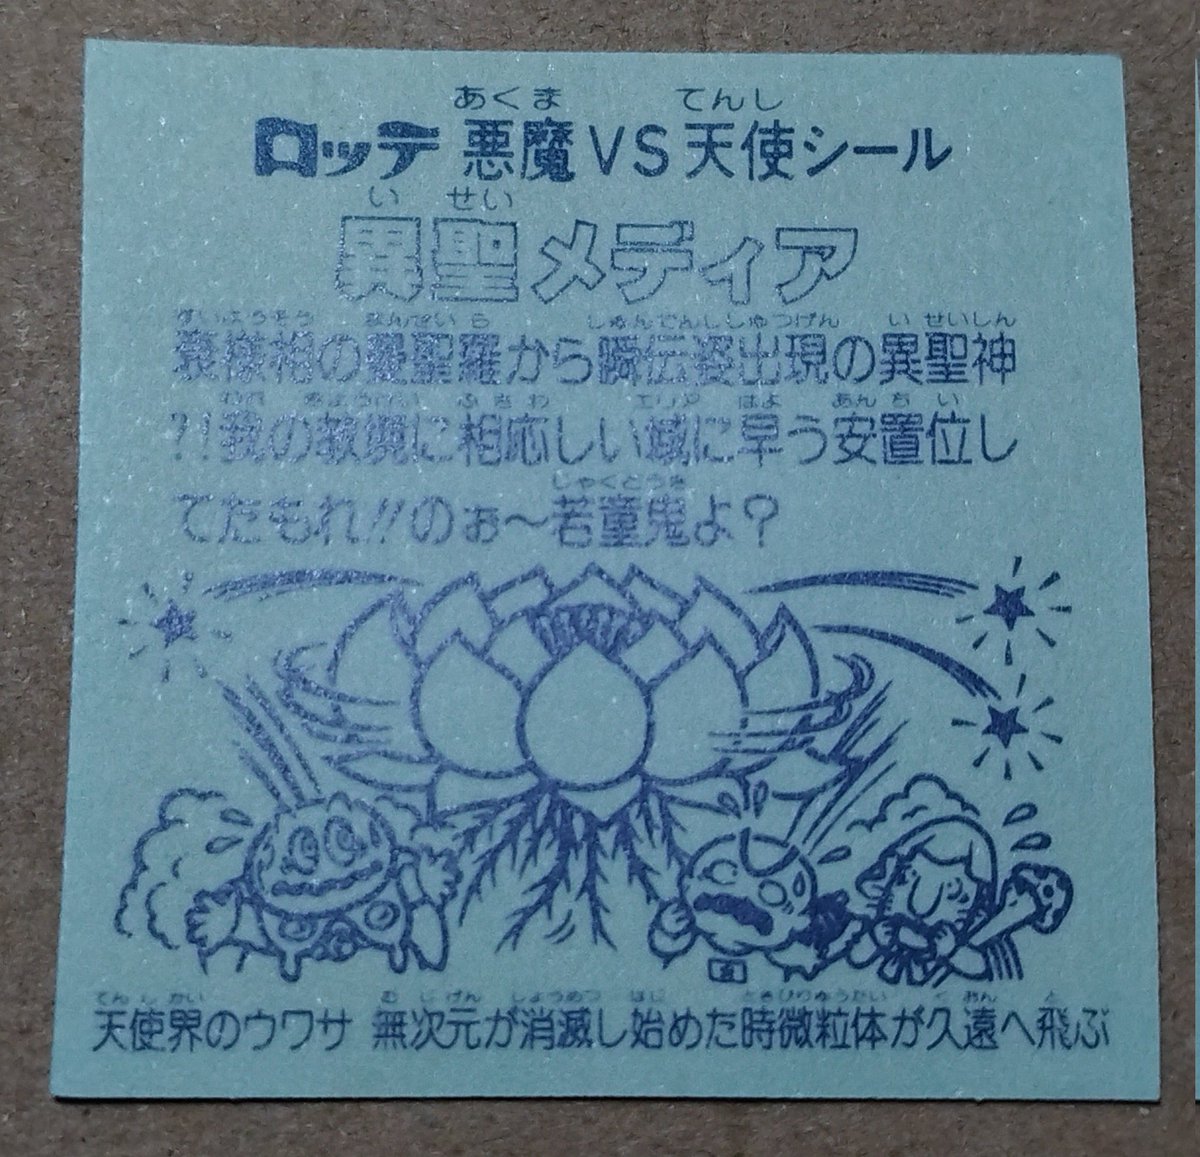 あくま てんし
ロッテ 悪魔VS天使シール
い せい
異聖メディア
すいようそう まんせいら しゅんでんししゅつげん い せいしん
衰様相の曼聖羅から瞬伝姿出現の異聖神
われ ふさわ エリア はよ あんちい
?!我の敏境に相応しい域に早う安置位し
じゃくどうき
てたもれ!!のぉ～若童鬼よ?
てんしかい むじげん しょうめつ はじ ときびりゅうたい くおん と
天使界のウワサ 無次元が消滅し始めた時微粒体が久遠へ飛ぶ